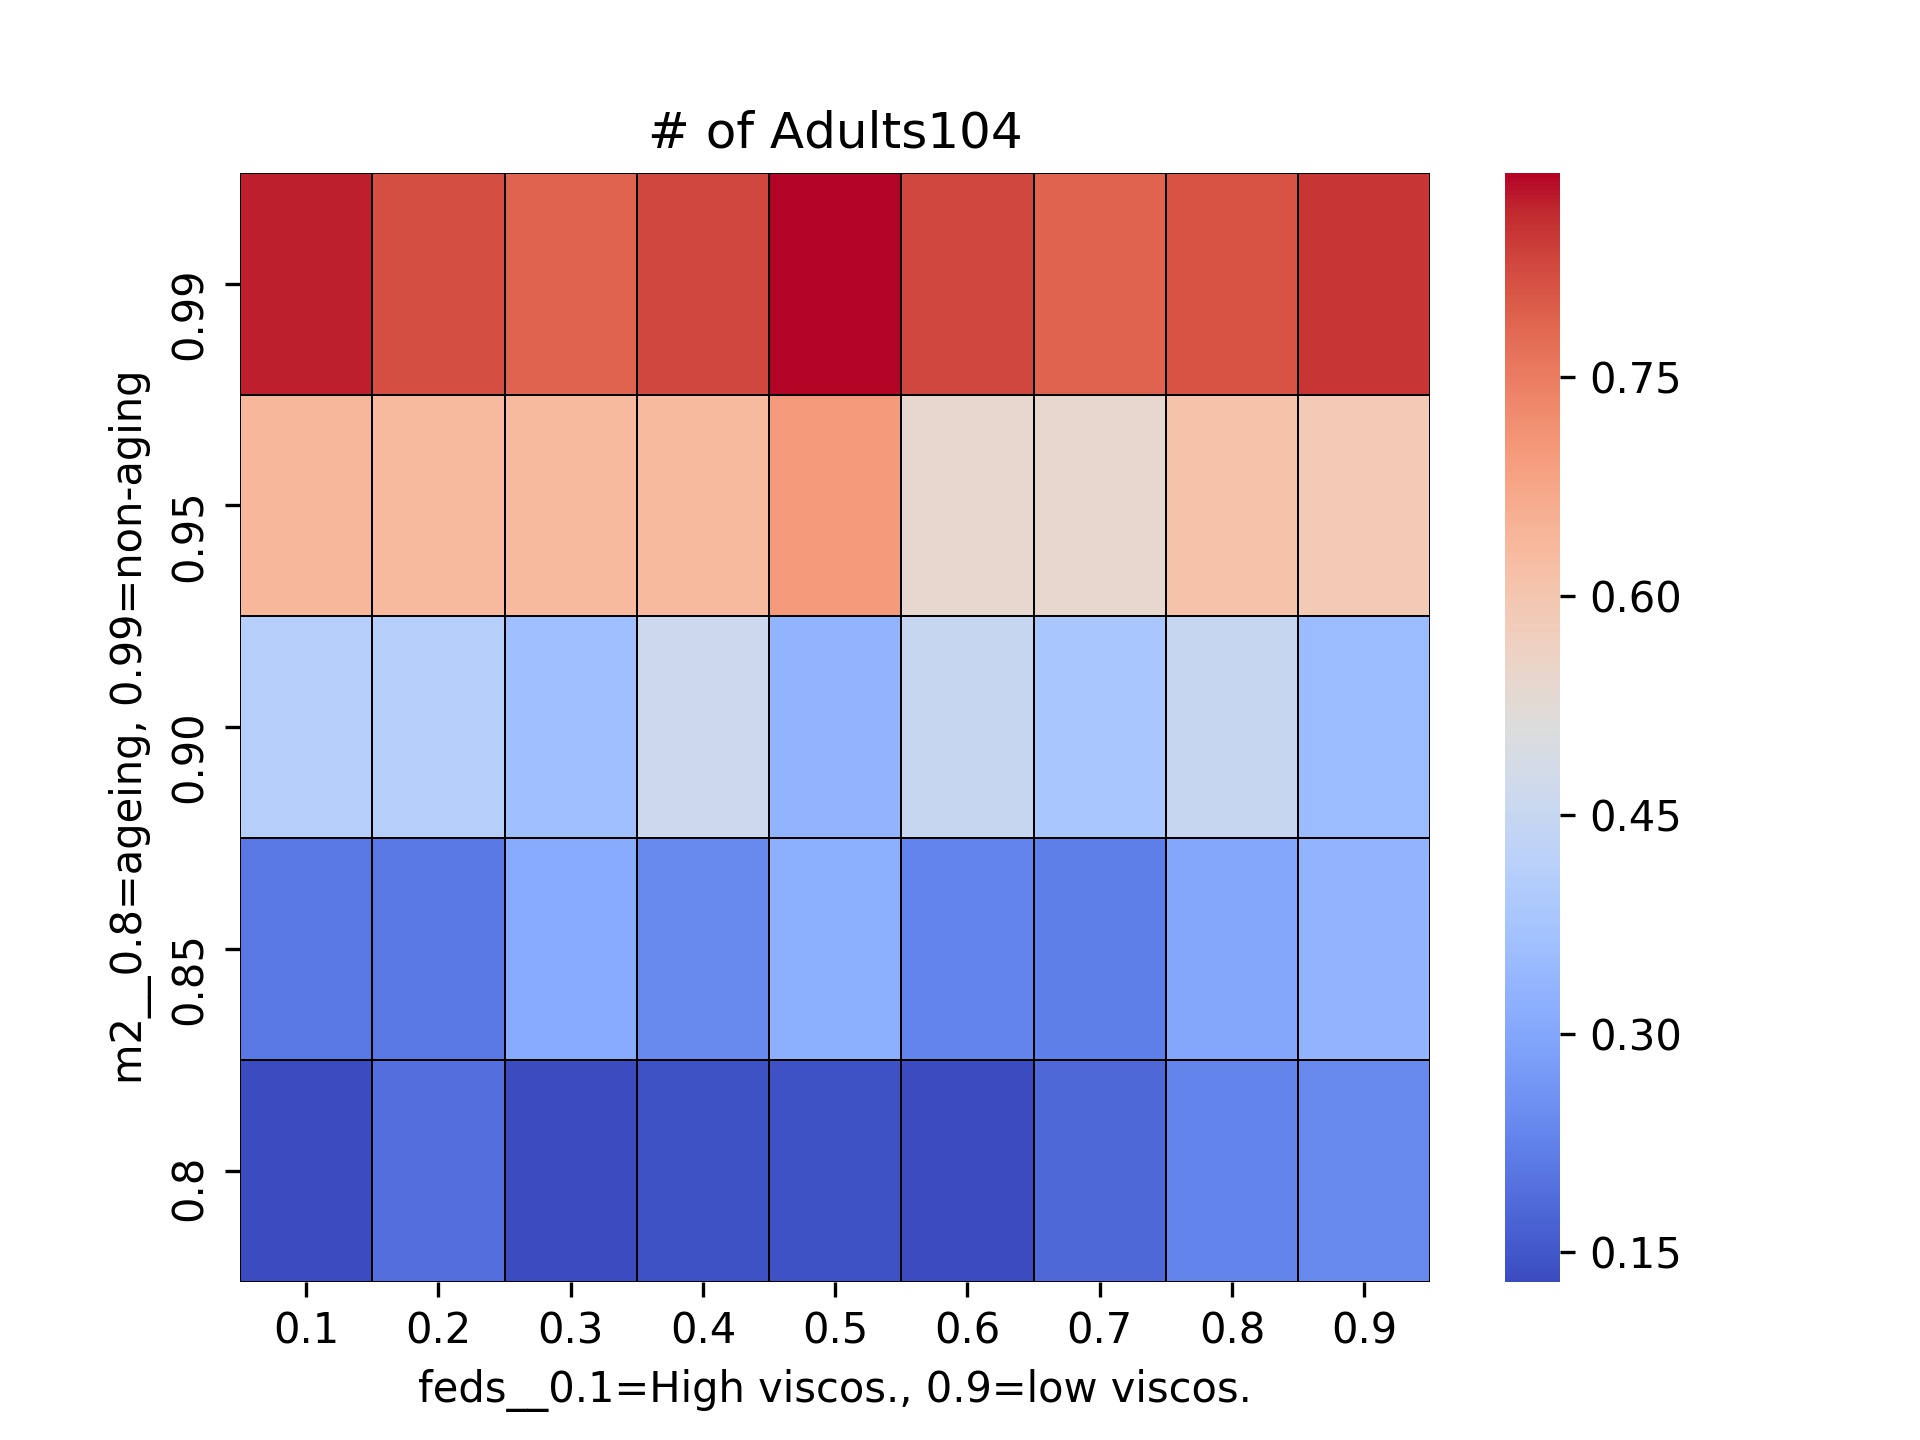 # of Adults104
m2__0.8=ageing, 0.99=non-aging
0.99
0.95
0.90
0.85
0.8
0.1 0.2 0.3 0.4 0.5 0.6 0.7 0.8 0.9
feds__0.1=High viscos., 0.9=low viscos.
0.75
0.60
0.45
0.30
0.15